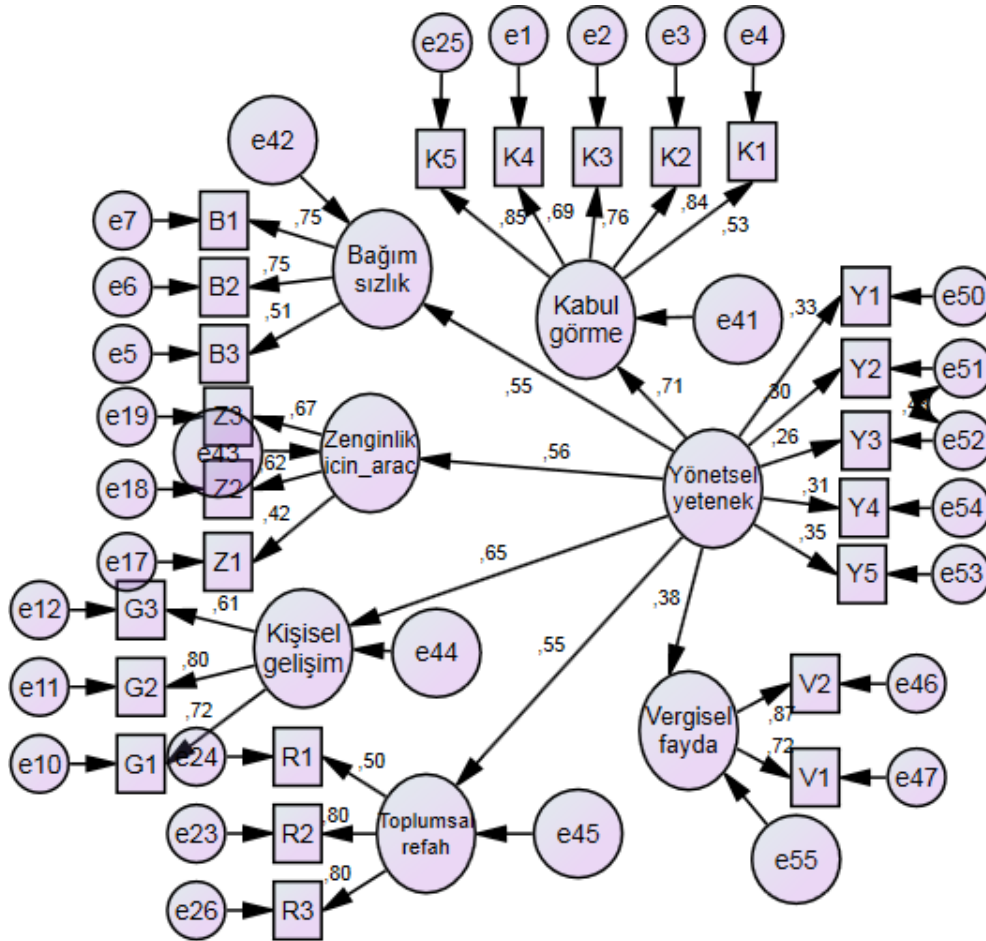 e25
e1
e2
e3
e4
K5
K4
K3
K2
K1
,85
,69
,76
,84
,53
e42
e7
B1
,75
e6
B2
,75
e5
B3
,51
Bağım
sızlık
Kabul
görme
e41
,55
,71
e19
Z3
,67
e43
e18
Z2
,62
e17
Z1
,42
Zenginlik
icin_arac
,56
Yönetsel
yetenek
,33
Y1
e50
,30
Y2
e51
,26
Y3
e52
,31
Y4
e54
,35
Y5
e53
e12
G3
,61
e11
G2
,80
e10
G1
,72
Kişisel
gelişim
e44
,65
,55
,38
e24
R1
,50
e23
R2
,80
e26
R3
,80
Toplumsal
refah
e45
Vergisel
fayda
,87
V2
e46
,72
V1
e47
e55